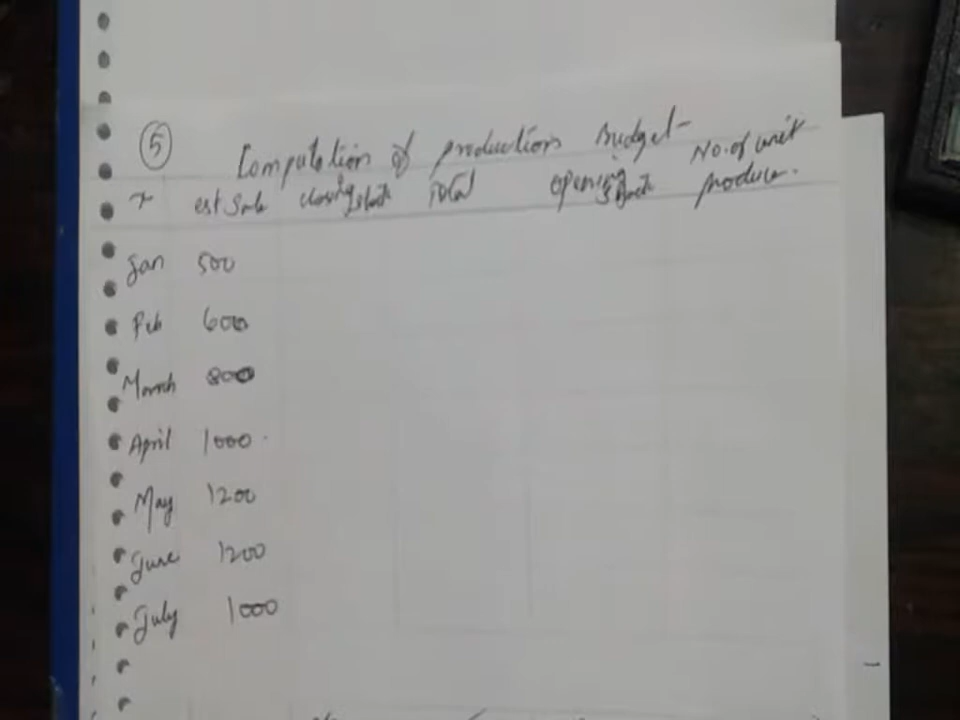 5 Computation of production Budget
est sale closing stock Total opening stock No. of unit produce.
Jan 500
Feb 600
March 800
April 1000
May 1200
June 1200
July 1000